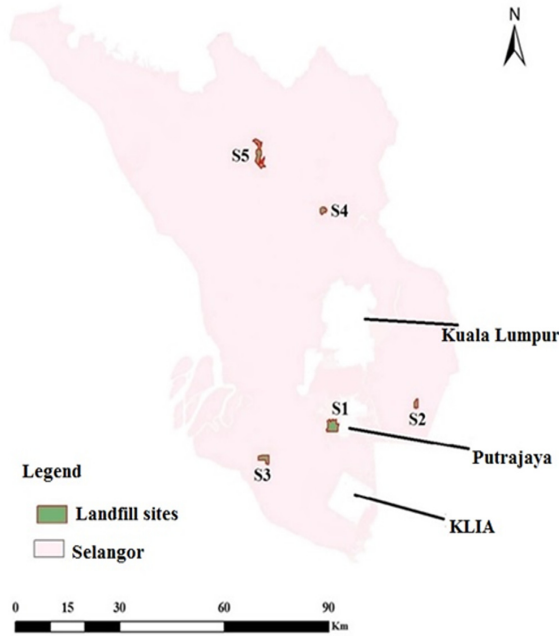 N
S5
S4
Kuala Lumpur
S1
S2
Putrajaya
S3
Legend
Landfill sites
KLIA
Selangor
0 15 30 60 90
Km